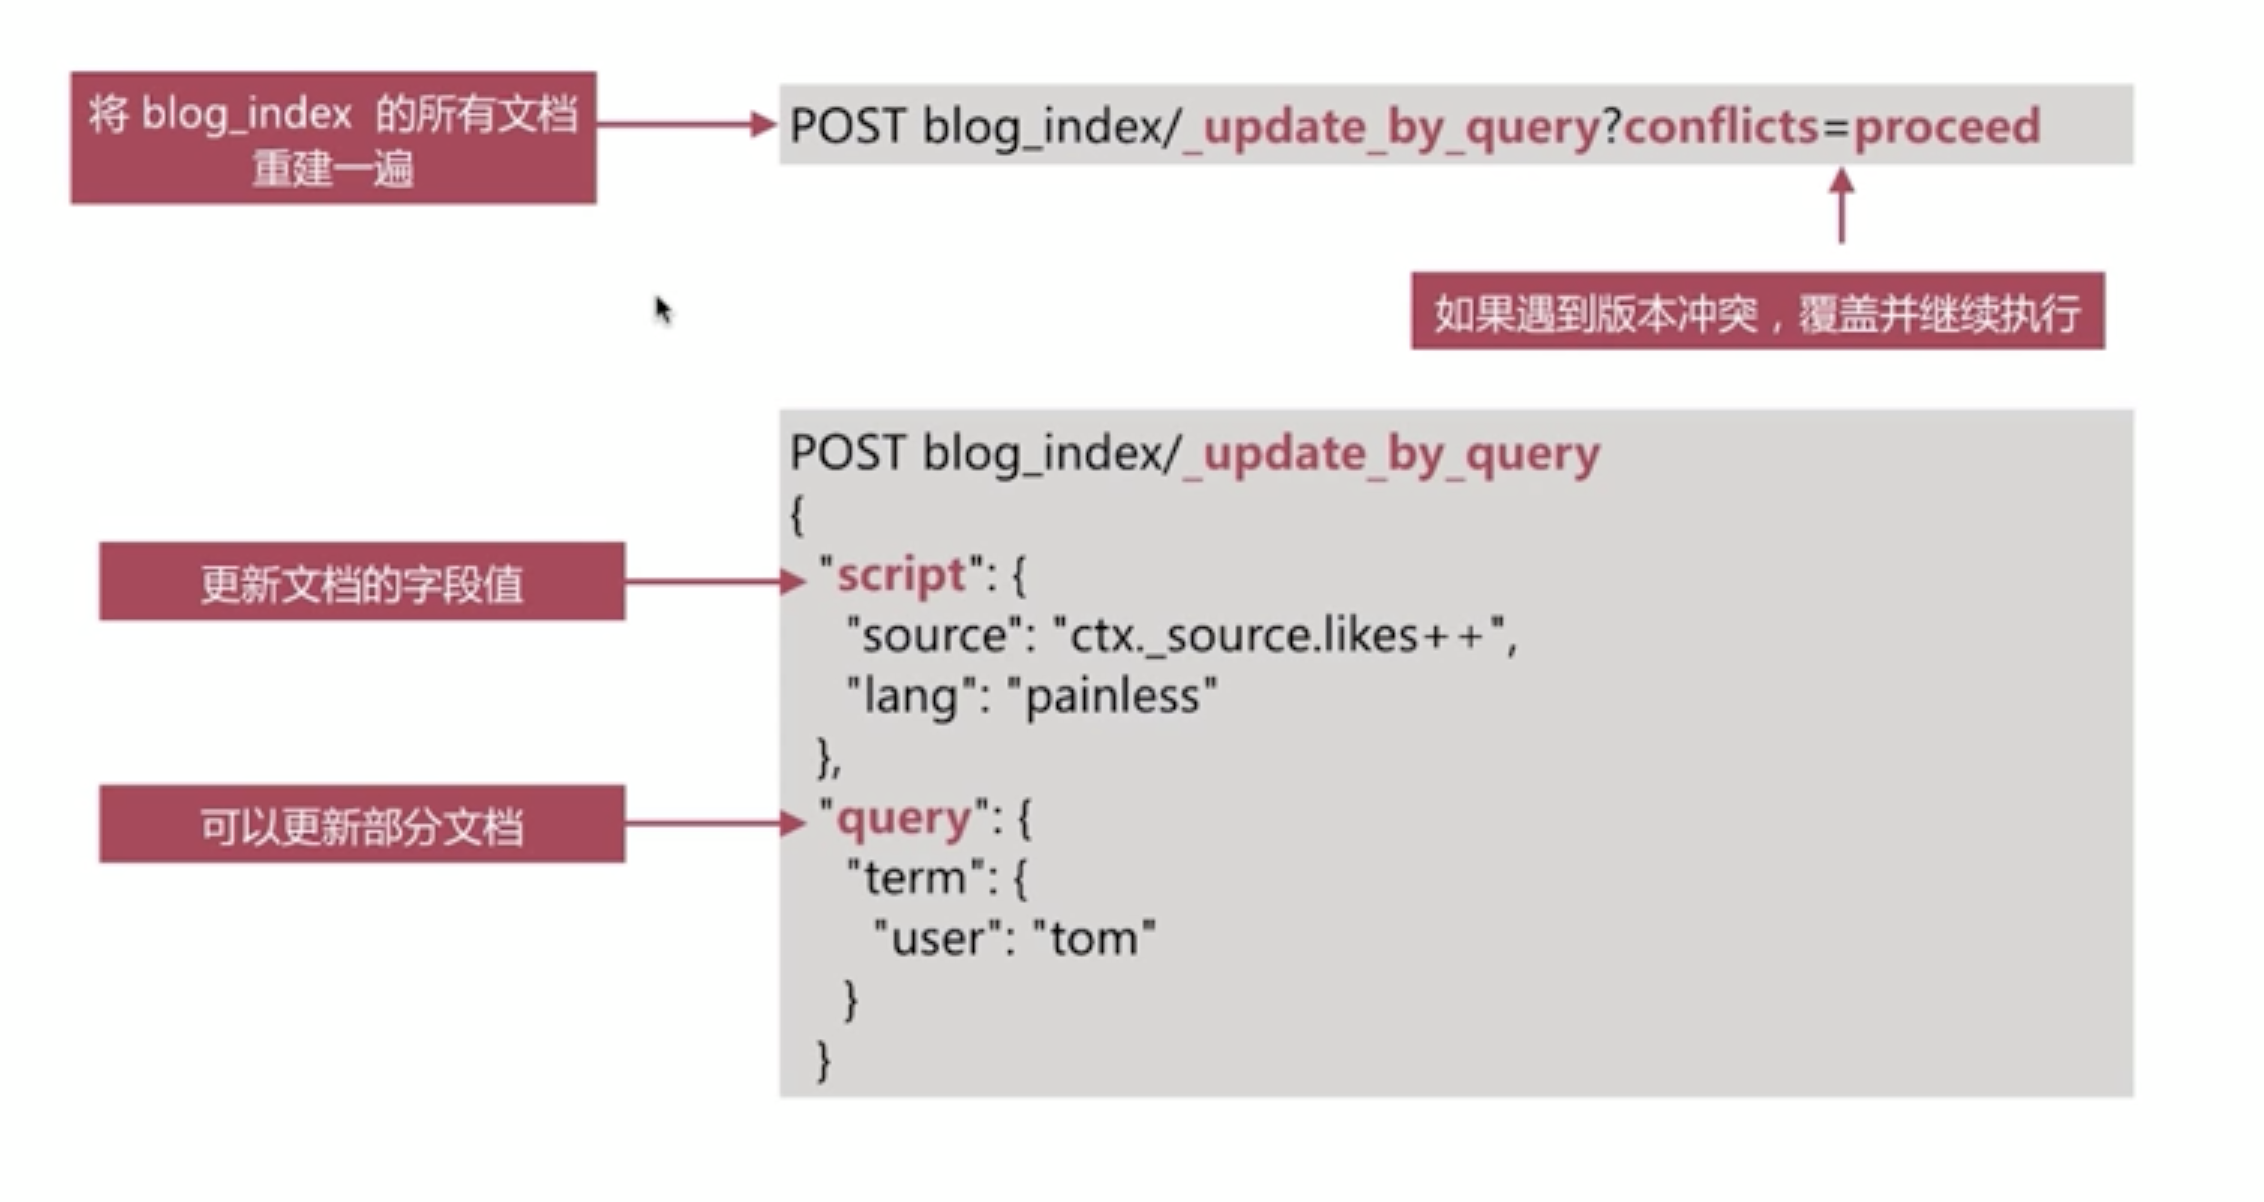 将 blog_index 的所有文档
重建一遍
POST blog_index/_update_by_query?conflicts=proceed
如果遇到版本冲突，覆盖并继续执行
POST blog_index/_update_by_query
{
"script": {
"source": "ctx._source.likes++",
"lang": "painless"
},
"query": {
"term": {
"user": "tom"
}
}
更新文档的字段值
可以更新部分文档